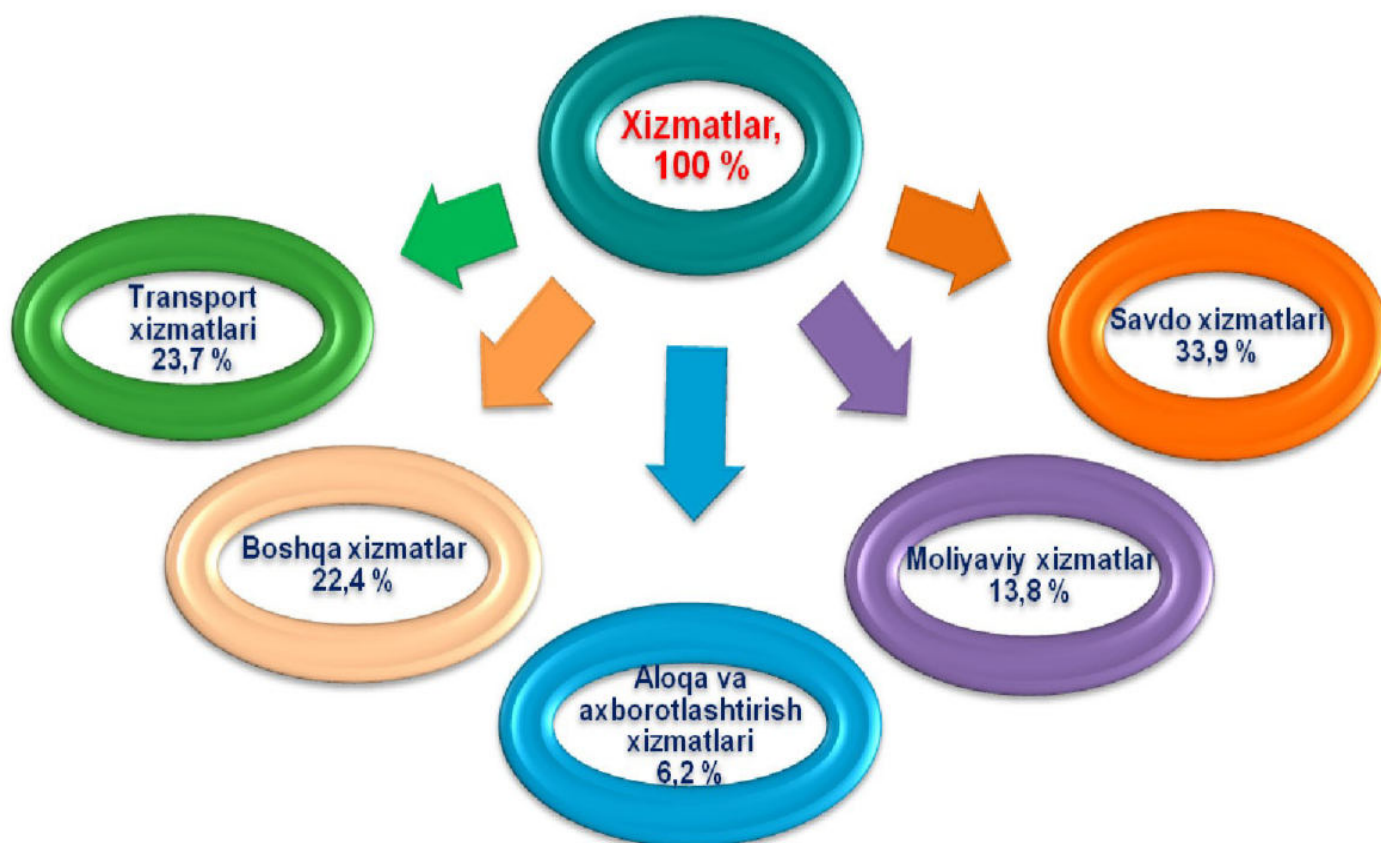 Xizmatlar,
100 %
Transport
xizmatlari
23,7 %
Savdo xizmatlari
33,9 %
Boshqa xizmatlar
22,4 %
Moliyaviy xizmatlar
13,8 %
Aloqa va
axborotlashtirish
xizmatlari
6,2 %